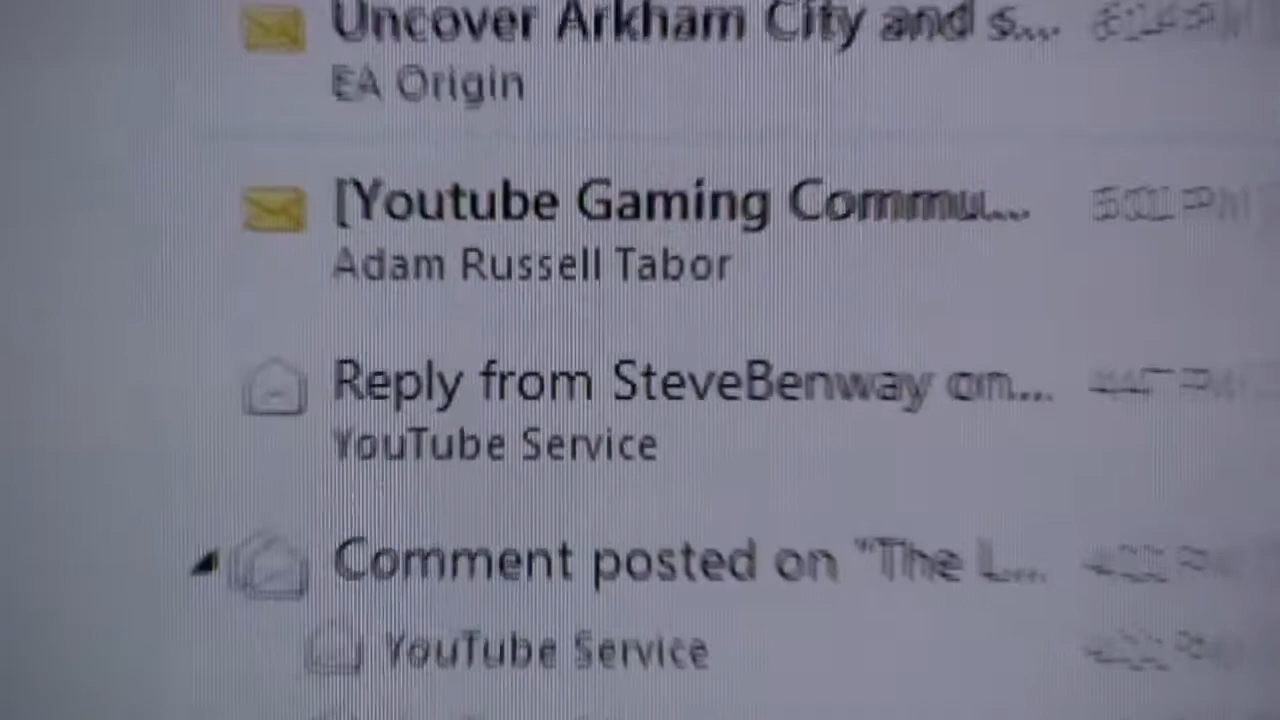 Uncover Arkham City and s...
EA Origin
[Youtube Gaming Commu...
Adam Russell Tabor
Reply from SteveBenway on...
YouTube Service
Comment posted on "The L...
YouTube Service